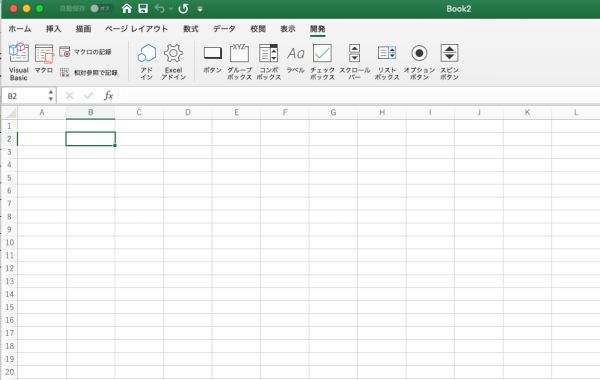 自動保存 オフ Book2
ホーム 挿入 描画 ページ レイアウト 数式 データ 校閲 表示 開発
Visual
Basic
マクロ
マクロの記録
相対参照で記録
アド
イン
Excel
アドイン
ボタン
グループ
ボックス
コンボ
ボックス
Aa
ラベル
チェック
ボックス
スクロール
バー
リスト
ボックス
オプション
ボタン
スピン
ボタン
XYZ
B2 fx
A B C D E F G H I J K L
1
2
3
4
5
6
7
8
9
10
11
12
13
14
15
16
17
18
19
20